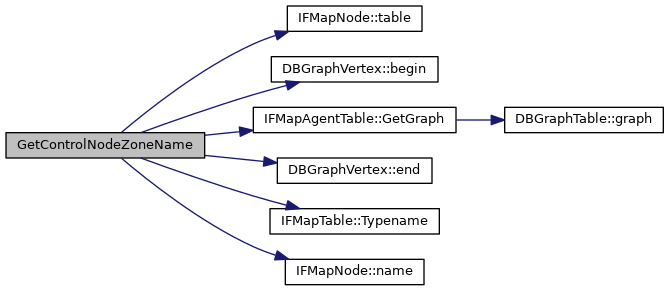 IFMapNode::table
DBGraphVertex::begin
IFMapAgentTable::GetGraph
DBGraphTable::graph
GetControlNodeZoneName
DBGraphVertex::end
IFMapTable::Typename
IFMapNode::name